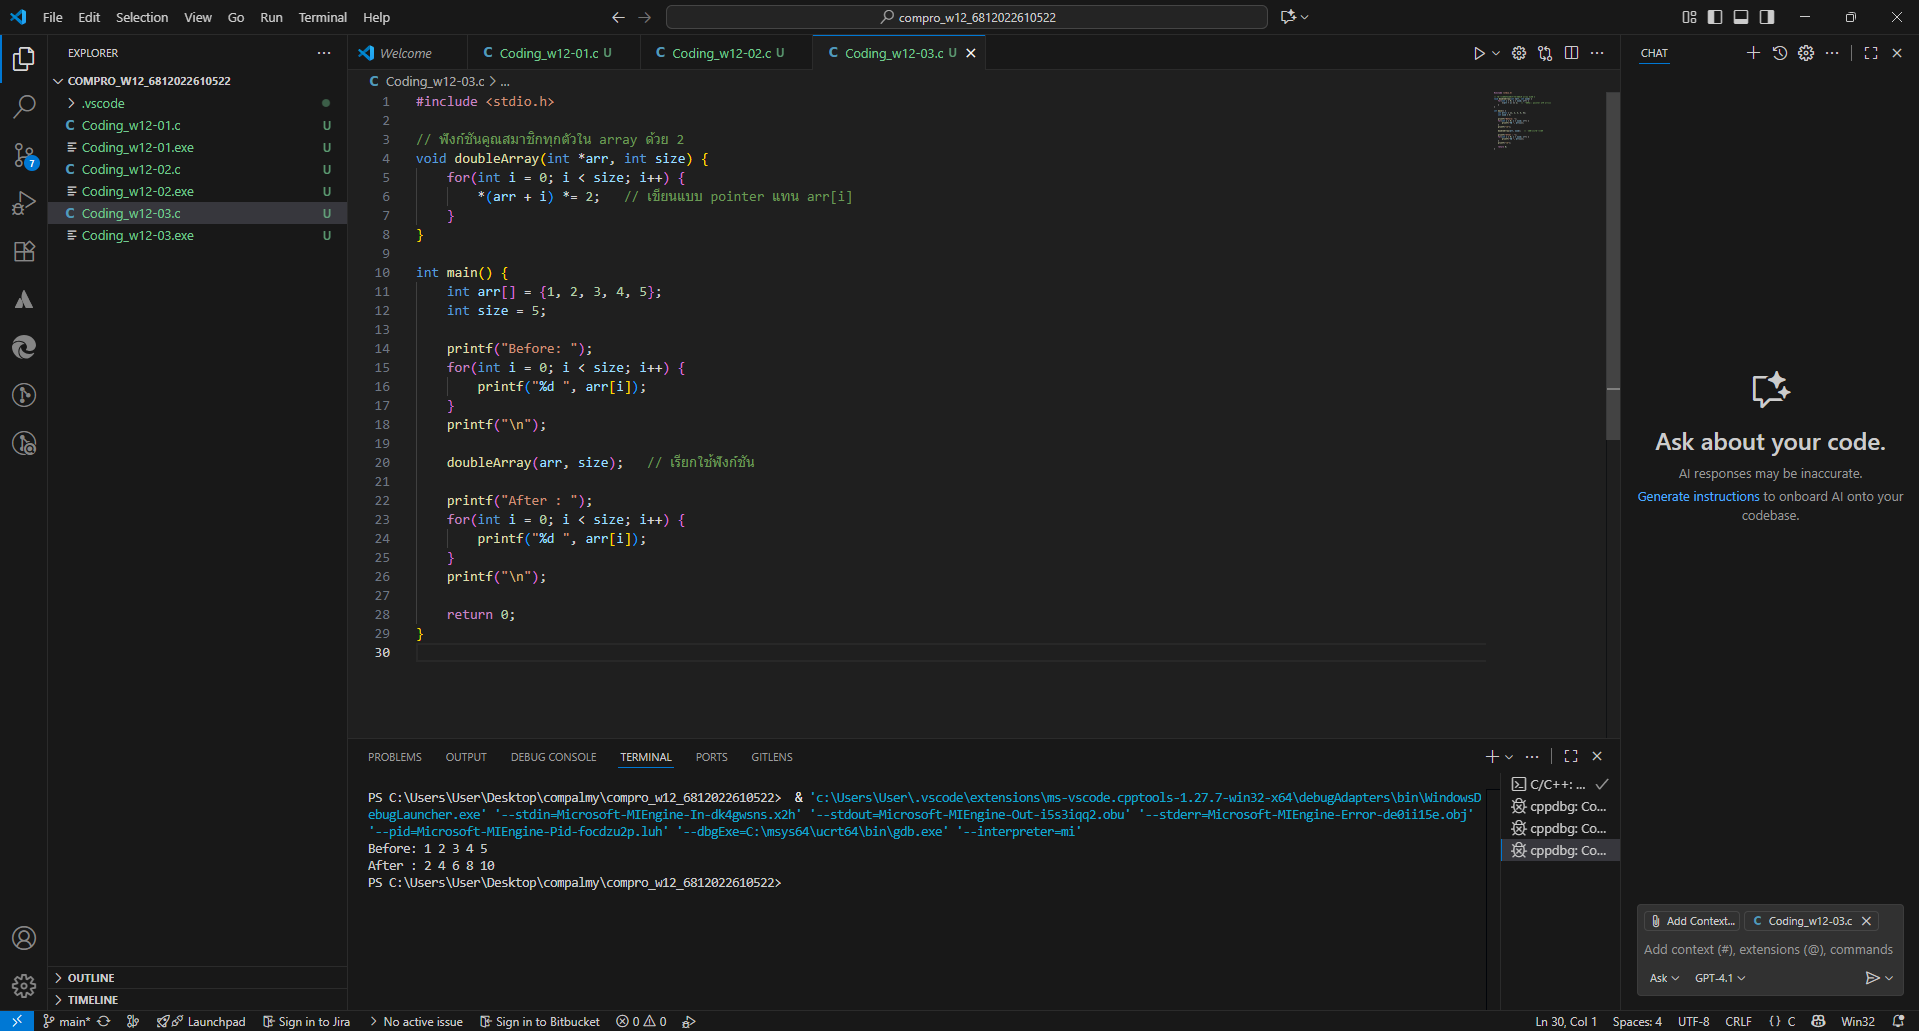 File Edit Selection View Go Run Terminal Help
compro_w12_6812022610522
EXPLORER
COMPRO_W12_6812022610522
.vscode
Coding_w12-01.c U
Coding_w12-01.exe U
Coding_w12-02.c U
Coding_w12-02.exe U
Coding_w12-03.c U
Coding_w12-03.exe U
OUTLINE
TIMELINE
Welcome
C Coding_w12-01.c U
C Coding_w12-02.c U
C Coding_w12-03.c U
C Coding_w12-03.c > ...
1 #include <stdio.h>
2
3 // ฟังก์ชันคูณสมาชิกทุกตัวใน array ด้วย 2
4 void doubleArray(int *arr, int size) {
5 for(int i = 0; i < size; i++) {
6 *(arr + i) *= 2; // เขียนแบบ pointer แทน arr[i]
7 }
8 }
9
10 int main() {
11 int arr[] = {1, 2, 3, 4, 5};
12 int size = 5;
13
14 printf("Before: ");
15 for(int i = 0; i < size; i++) {
16 printf("%d ", arr[i]);
17 }
18 printf("\n");
19
20 doubleArray(arr, size); // เรียกใช้ฟังก์ชัน
21
22 printf("After : ");
23 for(int i = 0; i < size; i++) {
24 printf("%d ", arr[i]);
25 }
26 printf("\n");
27
28 return 0;
29 }
30
PROBLEMS OUTPUT DEBUG CONSOLE TERMINAL PORTS GITLENS
PS C:\Users\User\Desktop\compalmy\compro_w12_6812022610522> & 'c:\Users\User\.vscode\extensions\ms-vscode.cpptools-1.27.7-win32-x64\debugAdapters\bin\WindowsD
ebugLauncher.exe' '--stdin=Microsoft-MIEngine-In-dk4gwsns.x2h' '--stdout=Microsoft-MIEngine-Out-i5s3iqq2.obu' '--stderr=Microsoft-MIEngine-Error-de0ii15e.obj'
'--pid=Microsoft-MIEngine-Pid-focdzu2p.luh' '--dbgExe=C:\msys64\ucrt64\bin\gdb.exe' '--interpreter=mi'
Before: 1 2 3 4 5
After : 2 4 6 8 10
PS C:\Users\User\Desktop\compalmy\compro_w12_6812022610522>
C/C++: ...
cppdbg: Co...
cppdbg: Co...
cppdbg: Co...
CHAT
Ask about your code.
AI responses may be inaccurate.
Generate instructions to onboard AI onto your
codebase.
Add Context...
C Coding_w12-03.c
Add context (#), extensions (@), commands
Ask GPT-4.1
7
main* Launchpad Sign in to Jira No active issue Sign in to Bitbucket 0 0
Ln 30, Col 1 Spaces: 4 UTF-8 CRLF {} C Win32